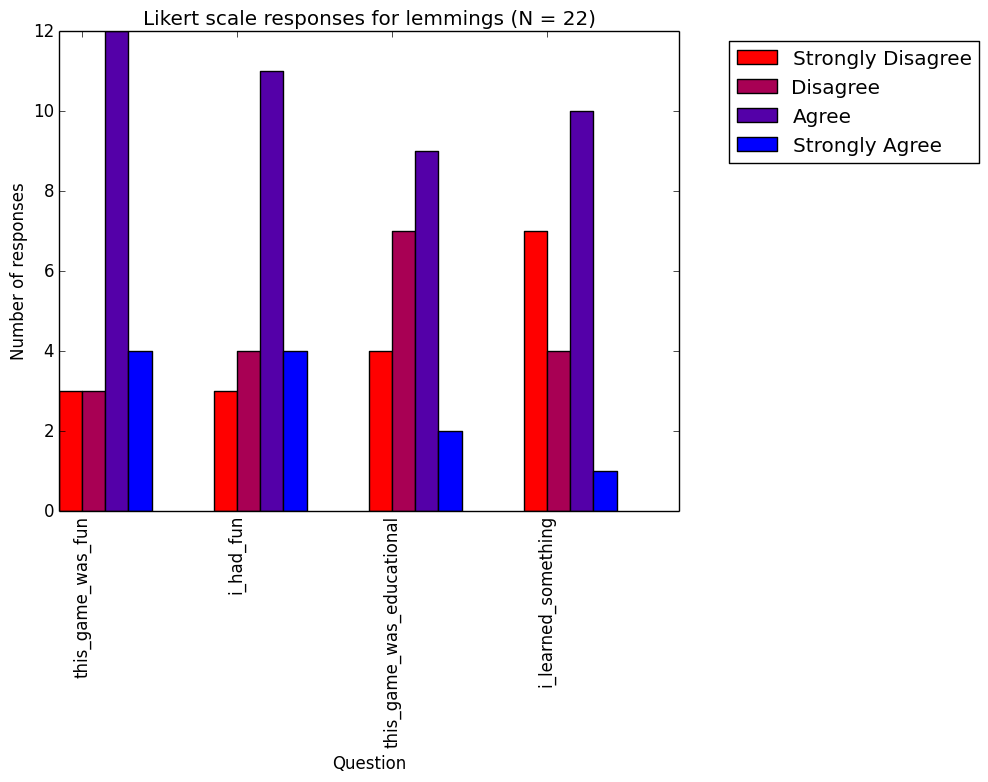 Likert scale responses for lemmings (N = 22)
12
10
8
6
4
2
0
Number of responses
this_game_was_fun
i_had_fun
this_game_was_educational
i_learned_something
Question
Strongly Disagree
Disagree
Agree
Strongly Agree